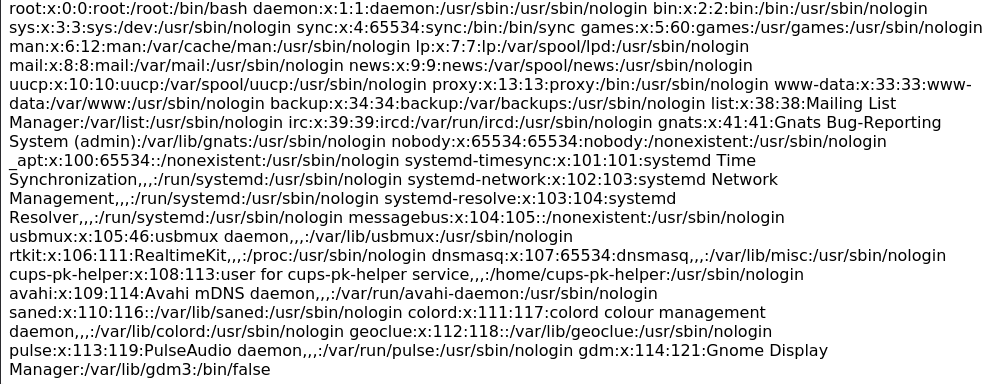 root:x:0:0:root:/root:/bin/bash daemon:x:1:1:daemon:/usr/sbin:/usr/sbin/nologin bin:x:2:2:bin:/bin:/usr/sbin/nologin
sys:x:3:3:sys:/dev:/usr/sbin/nologin sync:x:4:65534:sync:/bin:/bin/sync games:x:5:60:games:/usr/games:/usr/sbin/nologin
man:x:6:12:man:/var/cache/man:/usr/sbin/nologin lp:x:7:7:lp:/var/spool/lpd:/usr/sbin/nologin
mail:x:8:8:mail:/var/mail:/usr/sbin/nologin news:x:9:9:news:/var/spool/news:/usr/sbin/nologin
uucp:x:10:10:uucp:/var/spool/uucp:/usr/sbin/nologin proxy:x:13:13:proxy:/bin:/usr/sbin/nologin www-data:x:33:33:www-
data:/var/www:/usr/sbin/nologin backup:x:34:34:backup:/var/backups:/usr/sbin/nologin list:x:38:38:Mailing List
Manager:/var/list:/usr/sbin/nologin irc:x:39:39:ircd:/var/run/ircd:/usr/sbin/nologin gnats:x:41:41:Gnats Bug-Reporting
System (admin):/var/lib/gnats:/usr/sbin/nologin nobody:x:65534:65534:nobody:/nonexistent:/usr/sbin/nologin
_apt:x:100:65534::/nonexistent:/usr/sbin/nologin systemd-timesync:x:101:101:systemd Time
Synchronization,,,:/run/systemd:/usr/sbin/nologin systemd-network:x:102:103:systemd Network
Management,,,:/run/systemd:/usr/sbin/nologin systemd-resolve:x:103:104:systemd
Resolver,,,:/run/systemd:/usr/sbin/nologin messagebus:x:104:105::/nonexistent:/usr/sbin/nologin
usbmux:x:105:46:usbmux daemon,,,:/var/lib/usbmux:/usr/sbin/nologin
rtkit:x:106:111:RealtimeKit,,,:/proc:/usr/sbin/nologin dnsmasq:x:107:65534:dnsmasq,,,:/var/lib/misc:/usr/sbin/nologin
cups-pk-helper:x:108:113:user for cups-pk-helper service,,,:/home/cups-pk-helper:/usr/sbin/nologin
avahi:x:109:114:Avahi mDNS daemon,,,:/var/run/avahi-daemon:/usr/sbin/nologin
saned:x:110:116::/var/lib/saned:/usr/sbin/nologin colord:x:111:117:colord colour management
daemon,,,:/var/lib/colord:/usr/sbin/nologin geoclue:x:112:118::/var/lib/geoclue:/usr/sbin/nologin
pulse:x:113:119:PulseAudio daemon,,,:/var/run/pulse:/usr/sbin/nologin gdm:x:114:121:Gnome Display
Manager:/var/lib/gdm3:/bin/false